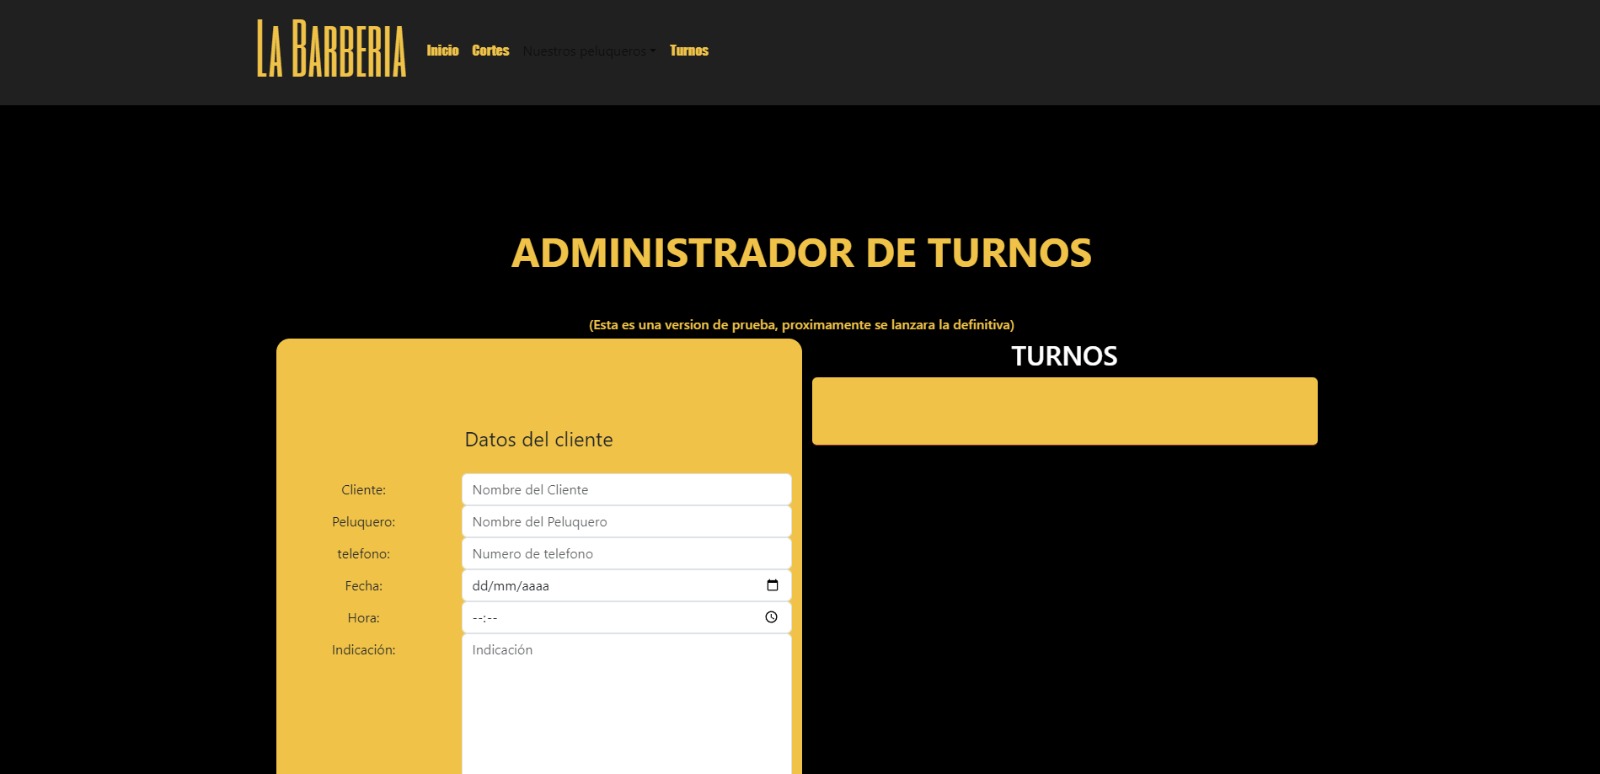 LA BARBERIA Inicio Cortes Nuestros peluqueros Turnos
ADMINISTRADOR DE TURNOS
(Esta es una version de prueba, proximamente se lanzara la definitiva)
TURNOS
Datos del cliente
Cliente: Nombre del Cliente
Peluquero: Nombre del Peluquero
telefono: Numero de telefono
Fecha: dd/mm/aaaa
Hora: --:--
Indicación: Indicación